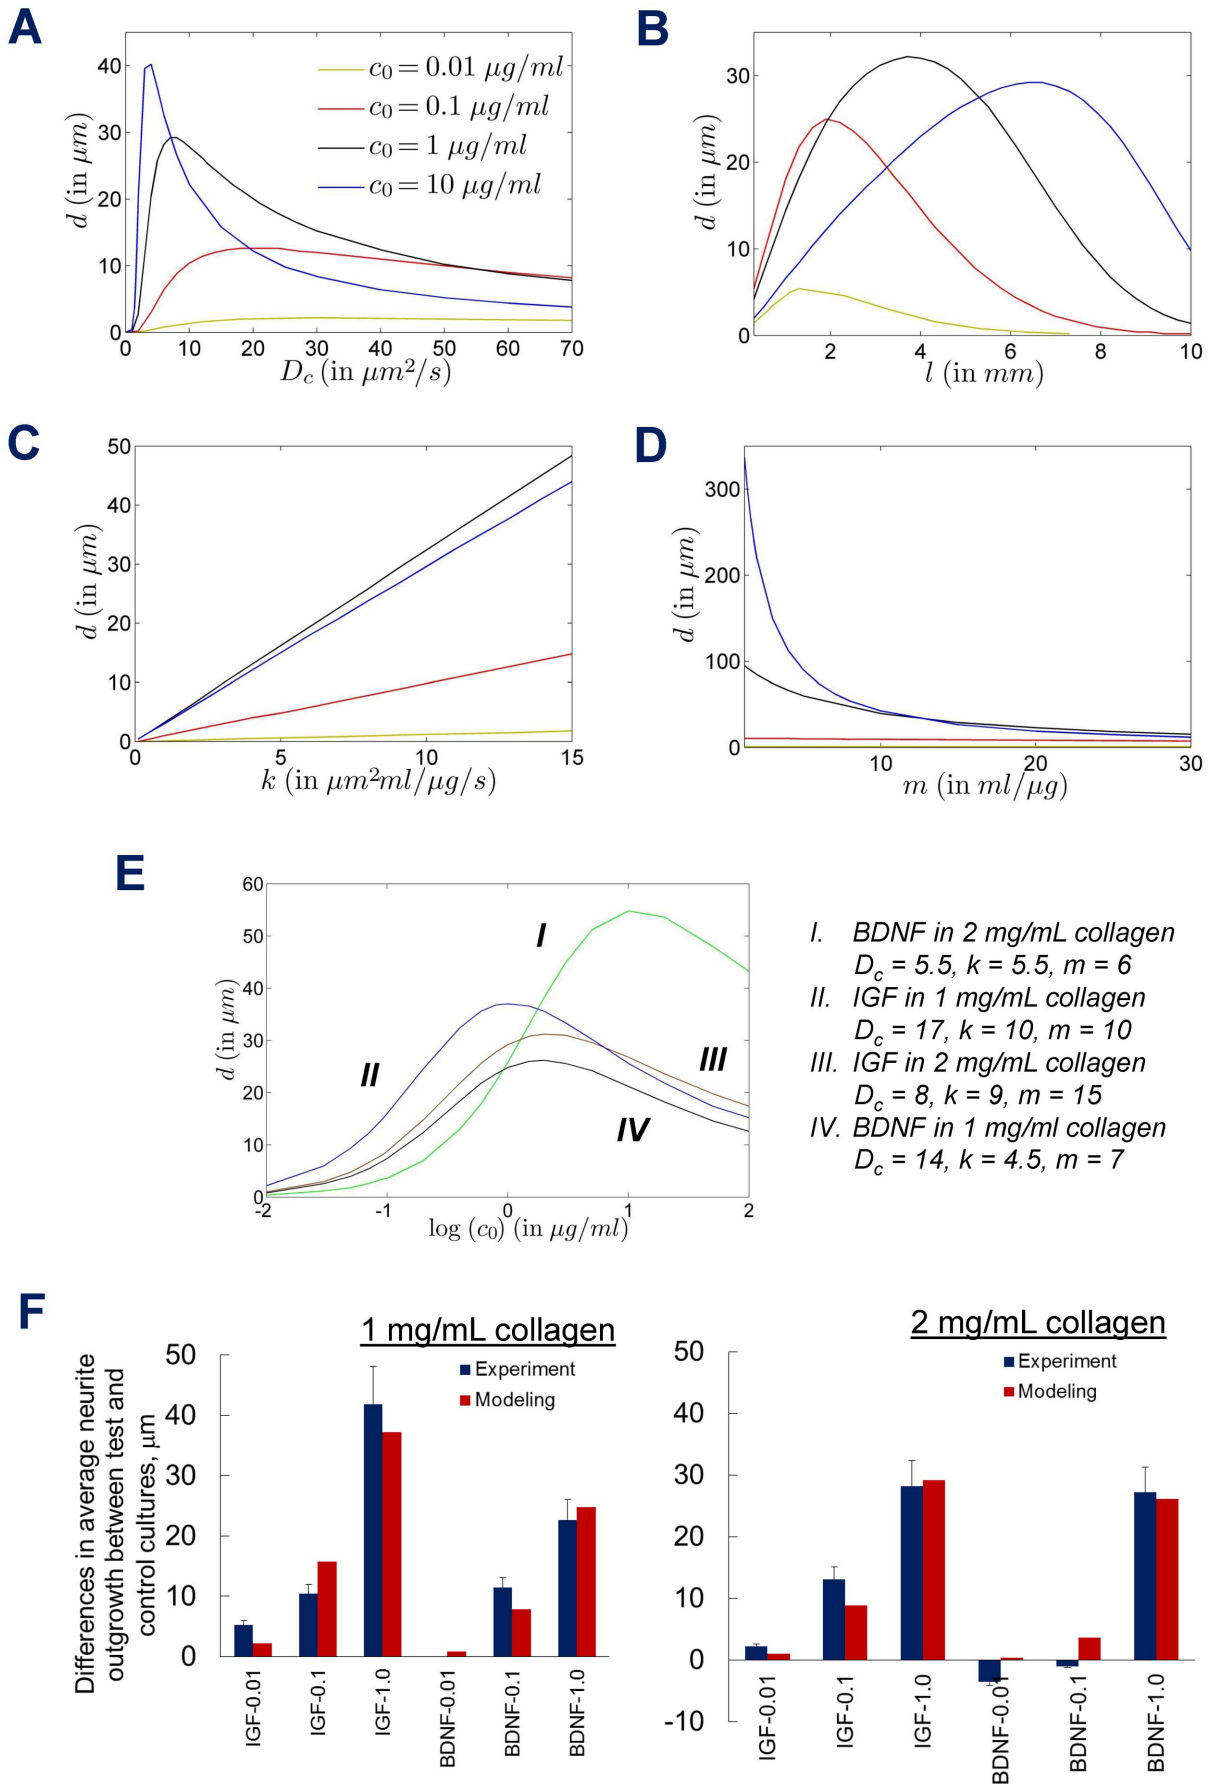 A
40
30
20
10
0
0 10 20 30 40 50 60 70
d (in μm)
D_c (in μm²/s)
c₀ = 0.01 μg/ml
c₀ = 0.1 μg/ml
c₀ = 1 μg/ml
c₀ = 10 μg/ml
B
30
20
10
0
2 4 6 8 10
d (in μm)
l (in mm)
C
50
40
30
20
10
0
0 5 10 15
d (in μm)
k (in μm²ml/μg/s)
D
300
200
100
0
10 20 30
d (in μm)
m (in ml/μg)
E
60
50
40
30
20
10
0
-2 -1 0 1 2
d (in μm)
log (c₀) (in μg/ml)
I
II
III
IV
I. BDNF in 2 mg/mL collagen
D_c = 5.5, k = 5.5, m = 6
II. IGF in 1 mg/mL collagen
D_c = 17, k = 10, m = 10
III. IGF in 2 mg/mL collagen
D_c = 8, k = 9, m = 15
IV. BDNF in 1 mg/ml collagen
D_c = 14, k = 4.5, m = 7
F
Differences in average neurite
outgrowth between test and
control cultures, μm
1 mg/mL collagen
Experiment
Modeling
50
40
30
20
10
0
IGF-0.01
IGF-0.1
IGF-1.0
BDNF-0.01
BDNF-0.1
BDNF-1.0
2 mg/mL collagen
Experiment
Modeling
50
40
30
20
10
0
-10
IGF-0.01
IGF-0.1
IGF-1.0
BDNF-0.01
BDNF-0.1
BDNF-1.0